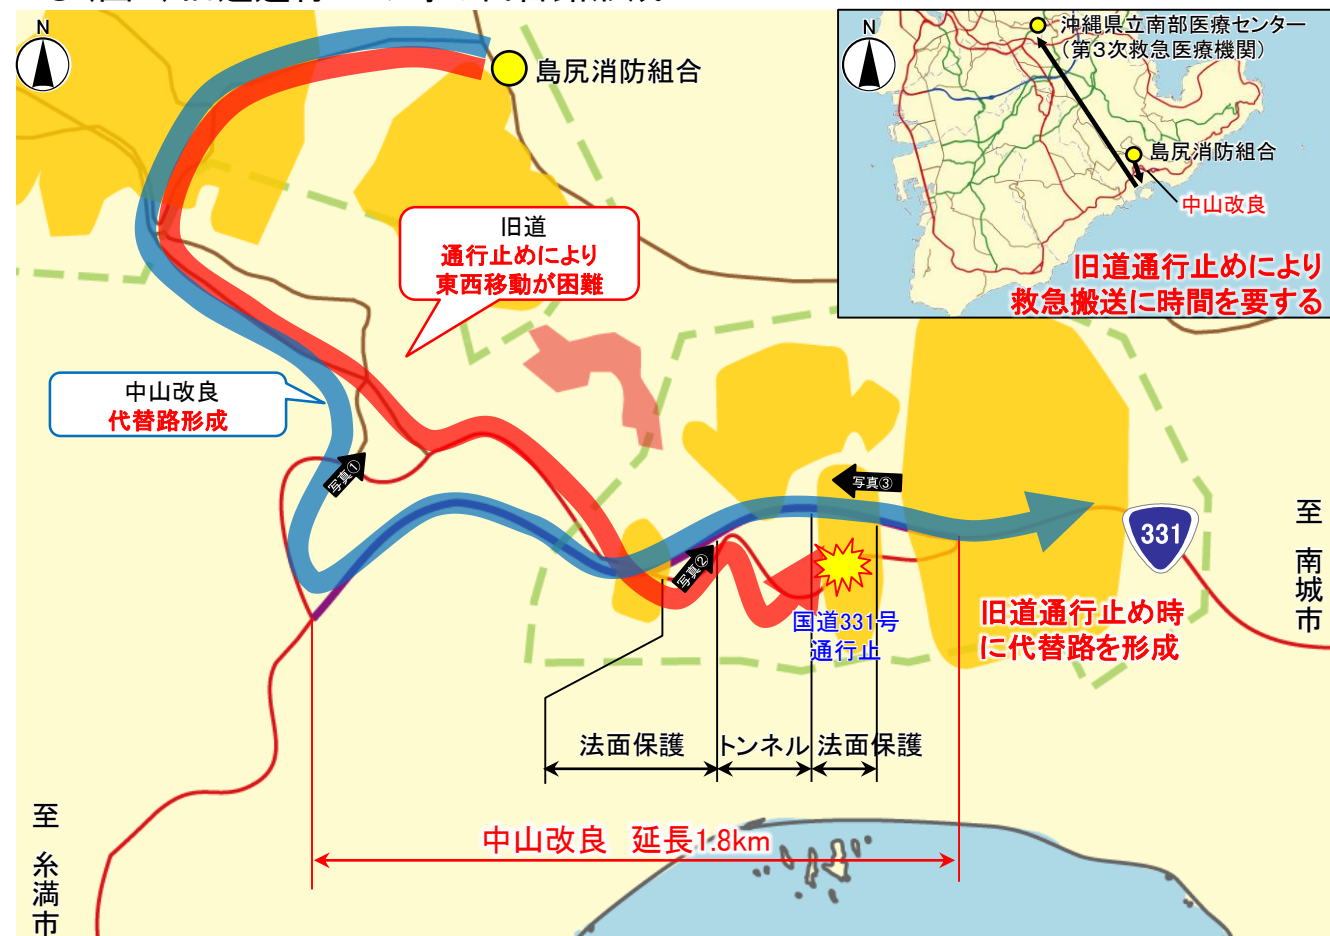 N
島尻消防組合
旧道
通行止めにより
東西移動が困難
中山改良
代替路形成
写真①
写真②
写真③
国道331号
通行止
331
至 南城市
旧道通行止め時
に代替路を形成
法面保護
トンネル
法面保護
中山改良 延長1.8km
至 糸満市
N
沖縄県立南部医療センター
（第3次救急医療機関）
島尻消防組合
中山改良
旧道通行止めにより
救急搬送に時間を要する